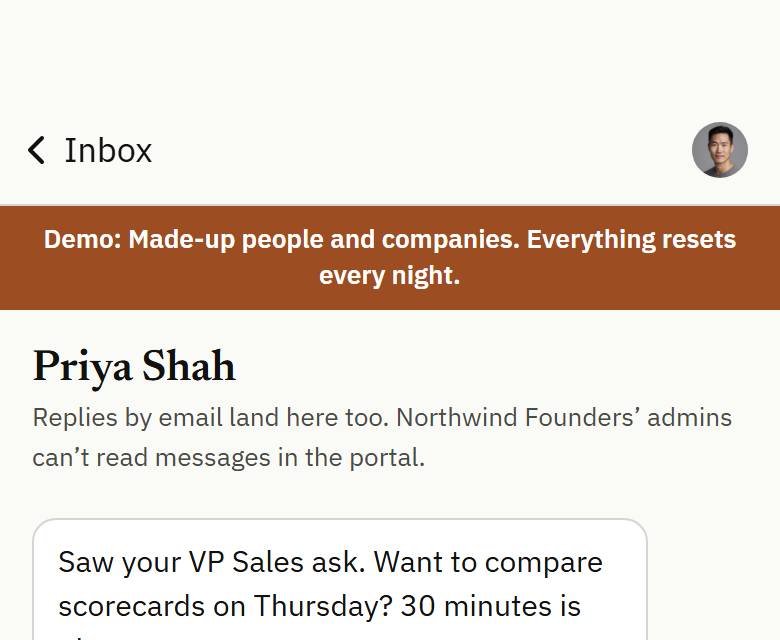 Inbox
Demo: Made-up people and companies. Everything resets
every night.
Priya Shah
Replies by email land here too. Northwind Founders’ admins
can’t read messages in the portal.
Saw your VP Sales ask. Want to compare
scorecards on Thursday? 30 minutes is